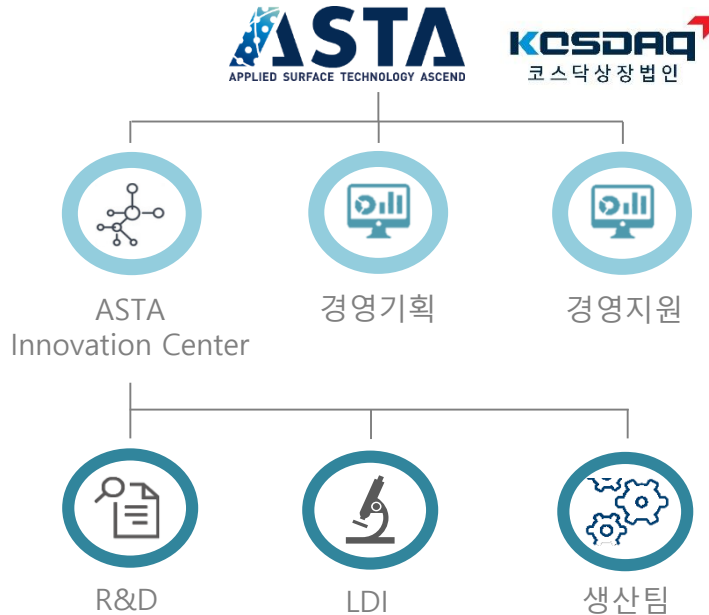 ASTA
APPLIED SURFACE TECHNOLOGY ASCEND
KOSDAQ
코스닥상장법인
ASTA
Innovation Center
경영기획
경영지원
R&D
LDI
생산팀